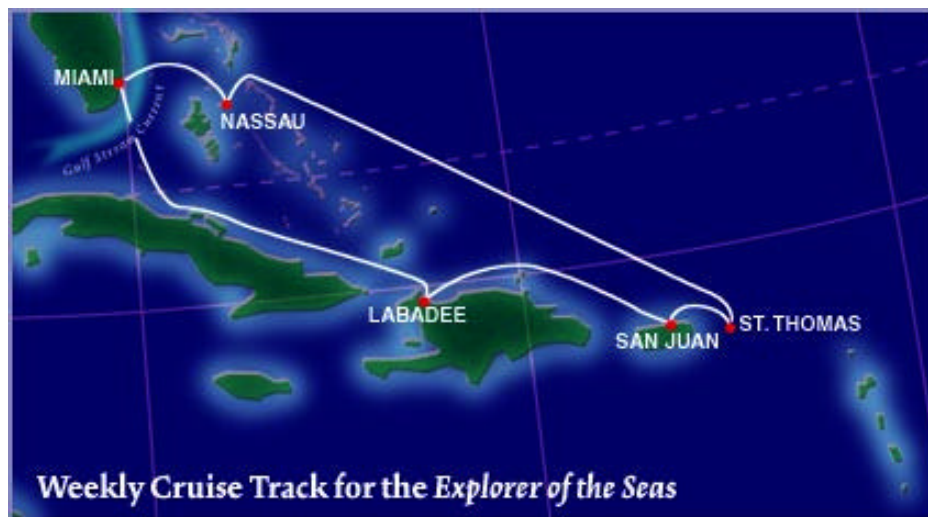 MIAMI
NASSAU
Gulf Stream Current
LABADEE
SAN JUAN
ST. THOMAS
Weekly Cruise Track for the Explorer of the Seas